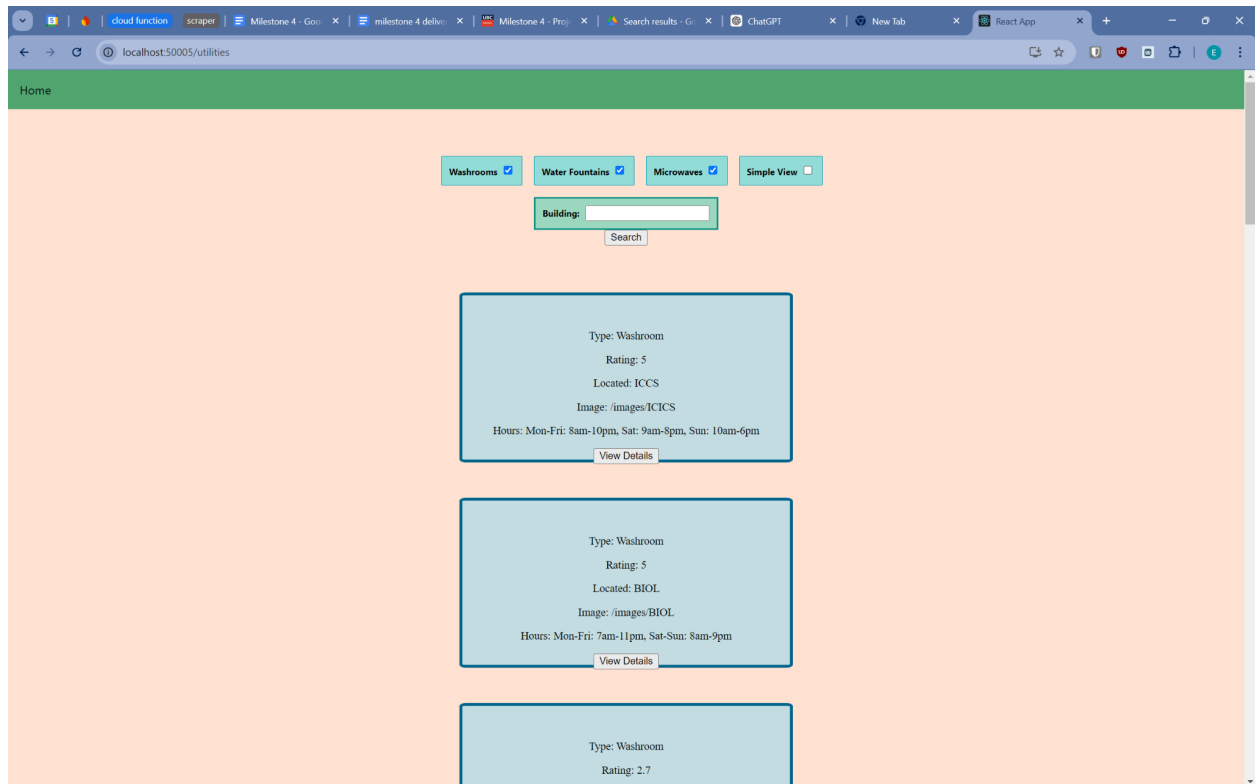 cloud function scraper Milestone 4 - Goo milestone 4 delive Milestone 4 - Proj Search results - Go ChatGPT New Tab React App
localhost:50005/utilities
Home
Washrooms Water Fountains Microwaves Simple View
Building:
Search
Type: Washroom
Rating: 5
Located: ICCS
Image: /images/ICICS
Hours: Mon-Fri: 8am-10pm, Sat: 9am-8pm, Sun: 10am-6pm
View Details
Type: Washroom
Rating: 5
Located: BIOL
Image: /images/BIOL
Hours: Mon-Fri: 7am-11pm, Sat-Sun: 8am-9pm
View Details
Type: Washroom
Rating: 2.7